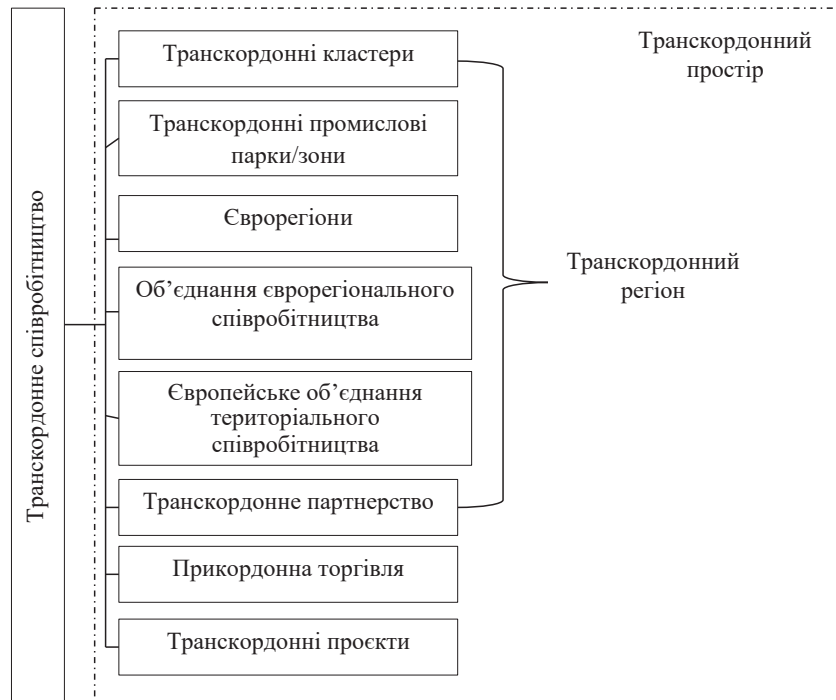 Транскордонне співробітництво
Транскордонний
простір
Транскордонні кластери
Транскордонні промислові
парки/зони
Єврорегіони
Об’єднання єврорегіонального
співробітництва
Європейське об’єднання
територіального
співробітництва
Транскордонне партнерство
Прикордонна торгівля
Транскордонні проєкти
Транскордонний
регіон